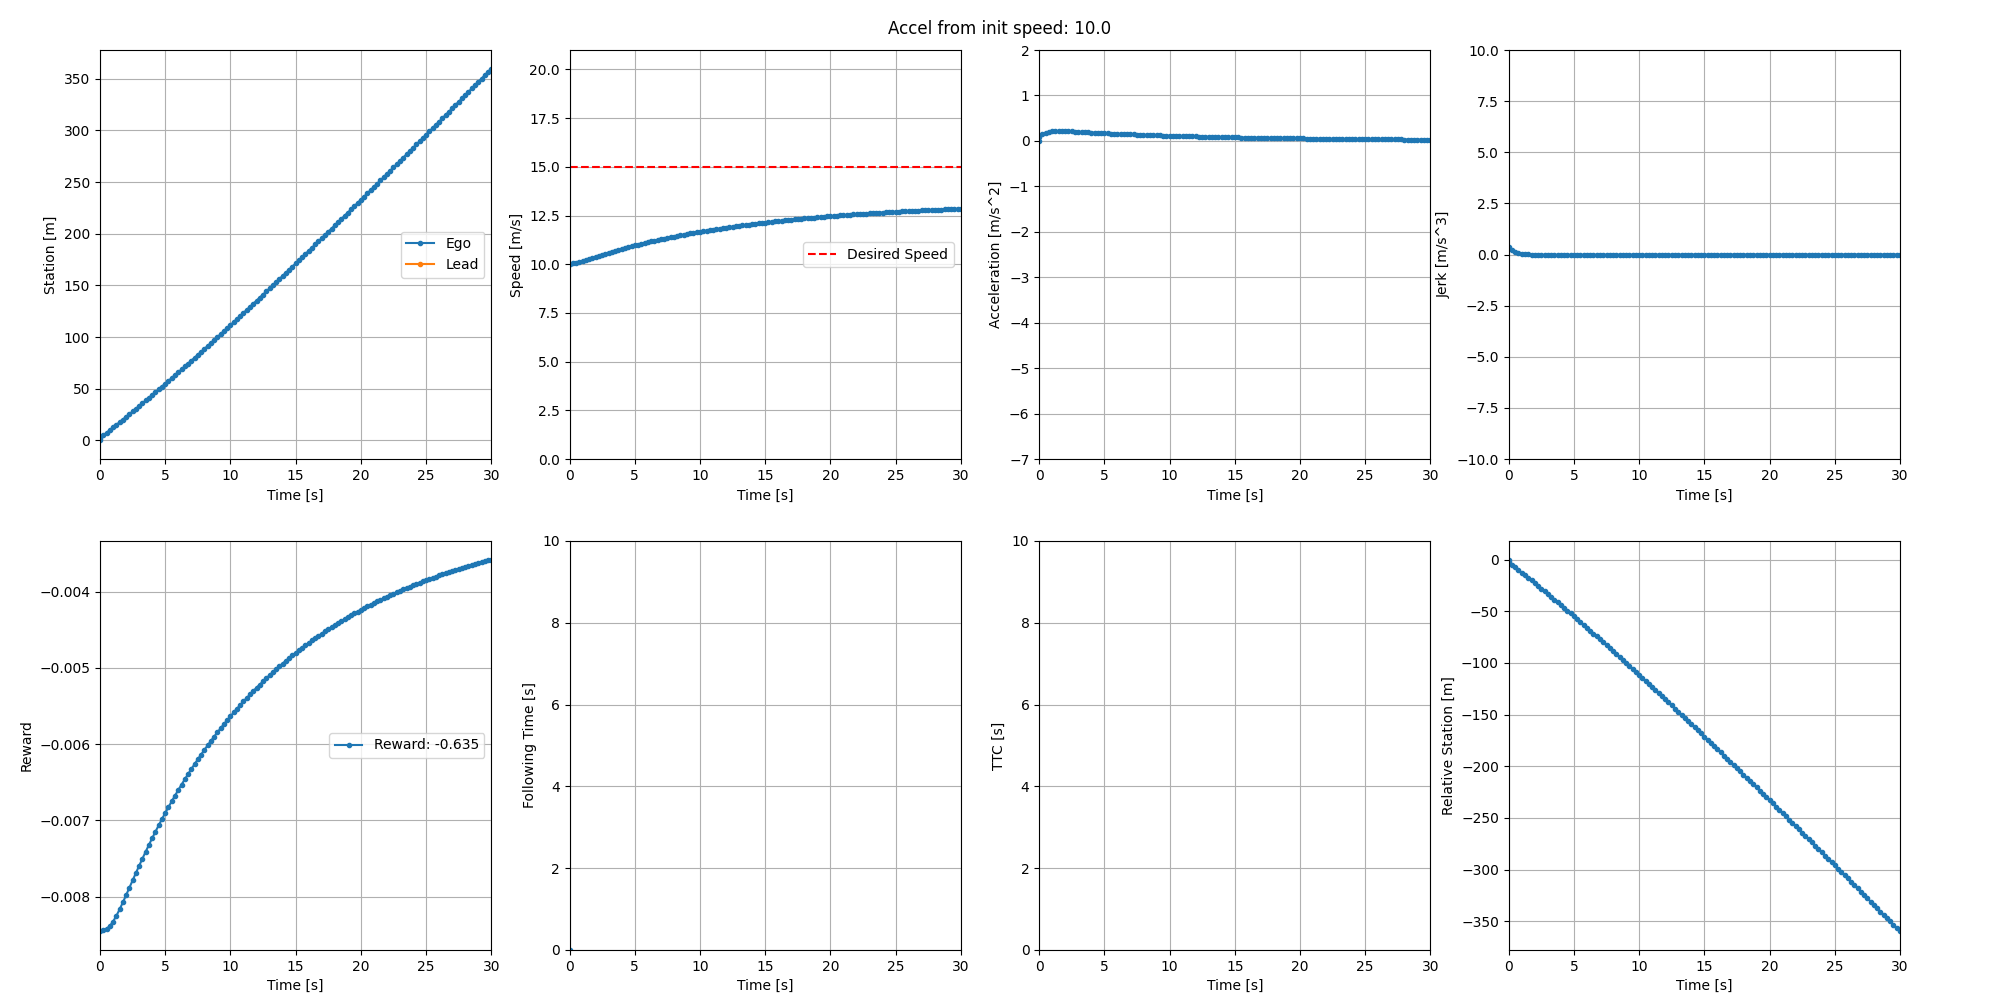 Accel from init speed: 10.0
350
300
250
200
150
100
50
0
Station [m]
Ego
Lead
0 5 10 15 20 25 30
Time [s]
20.0
17.5
15.0
12.5
10.0
7.5
5.0
2.5
0.0
Speed [m/s]
Desired Speed
0 5 10 15 20 25 30
Time [s]
2
1
0
−1
−2
−3
−4
−5
−6
−7
Acceleration [m/s^2]
0 5 10 15 20 25 30
Time [s]
10.0
7.5
5.0
2.5
0.0
−2.5
−5.0
−7.5
−10.0
Jerk [m/s^3]
0 5 10 15 20 25 30
Time [s]
−0.004
−0.005
−0.006
−0.007
−0.008
Reward
Reward: -0.635
0 5 10 15 20 25 30
Time [s]
10
8
6
4
2
0
Following Time [s]
0 5 10 15 20 25 30
Time [s]
10
8
6
4
2
0
TTC [s]
0 5 10 15 20 25 30
Time [s]
0
−50
−100
−150
−200
−250
−300
−350
Relative Station [m]
0 5 10 15 20 25 30
Time [s]